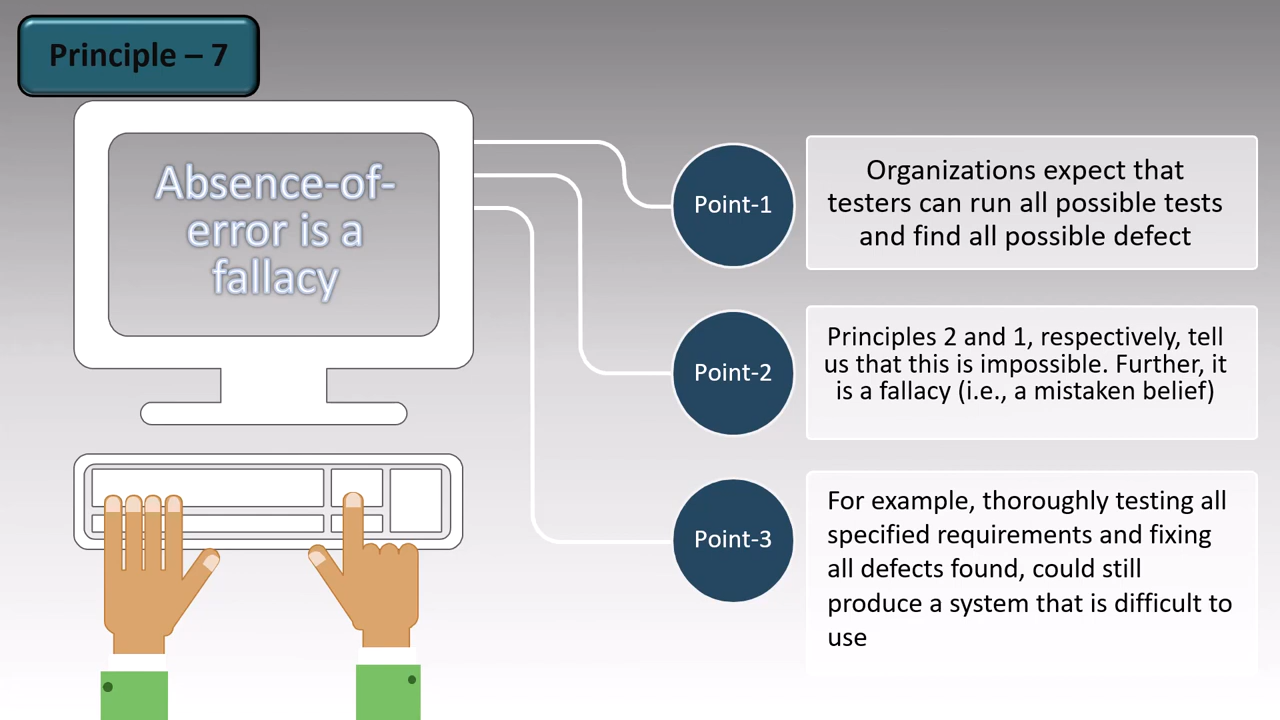 Principle – 7
Absence-of-
error is a
fallacy
Point-1
Organizations expect that
testers can run all possible tests
and find all possible defect
Point-2
Principles 2 and 1, respectively, tell
us that this is impossible. Further, it
is a fallacy (i.e., a mistaken belief)
Point-3
For example, thoroughly testing all
specified requirements and fixing
all defects found, could still
produce a system that is difficult to
use